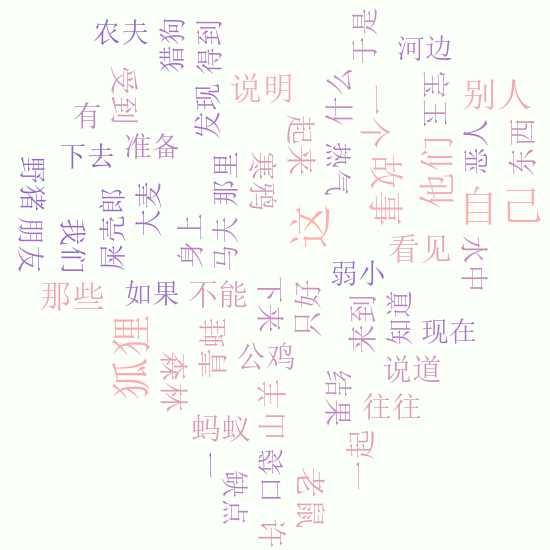 农夫
猎狗
得到
于是
河边
受到
有
发现
说明
什么
一个
国王
别人
下去
准备
起来
热气
故事
他们
恶人
东西
野猪
朋友
我们
屎壳郎
大麦
那里
寒鸦
身上
马夫
这
自己
看见
水中
那些
如果
不能
下来
只好
弱小
来到
知道
现在
狐狸
森林
青蛙
公鸡
说道
结果
往往
蚂蚁
山羊
一起
一
缺点
口袋
老鼠
许